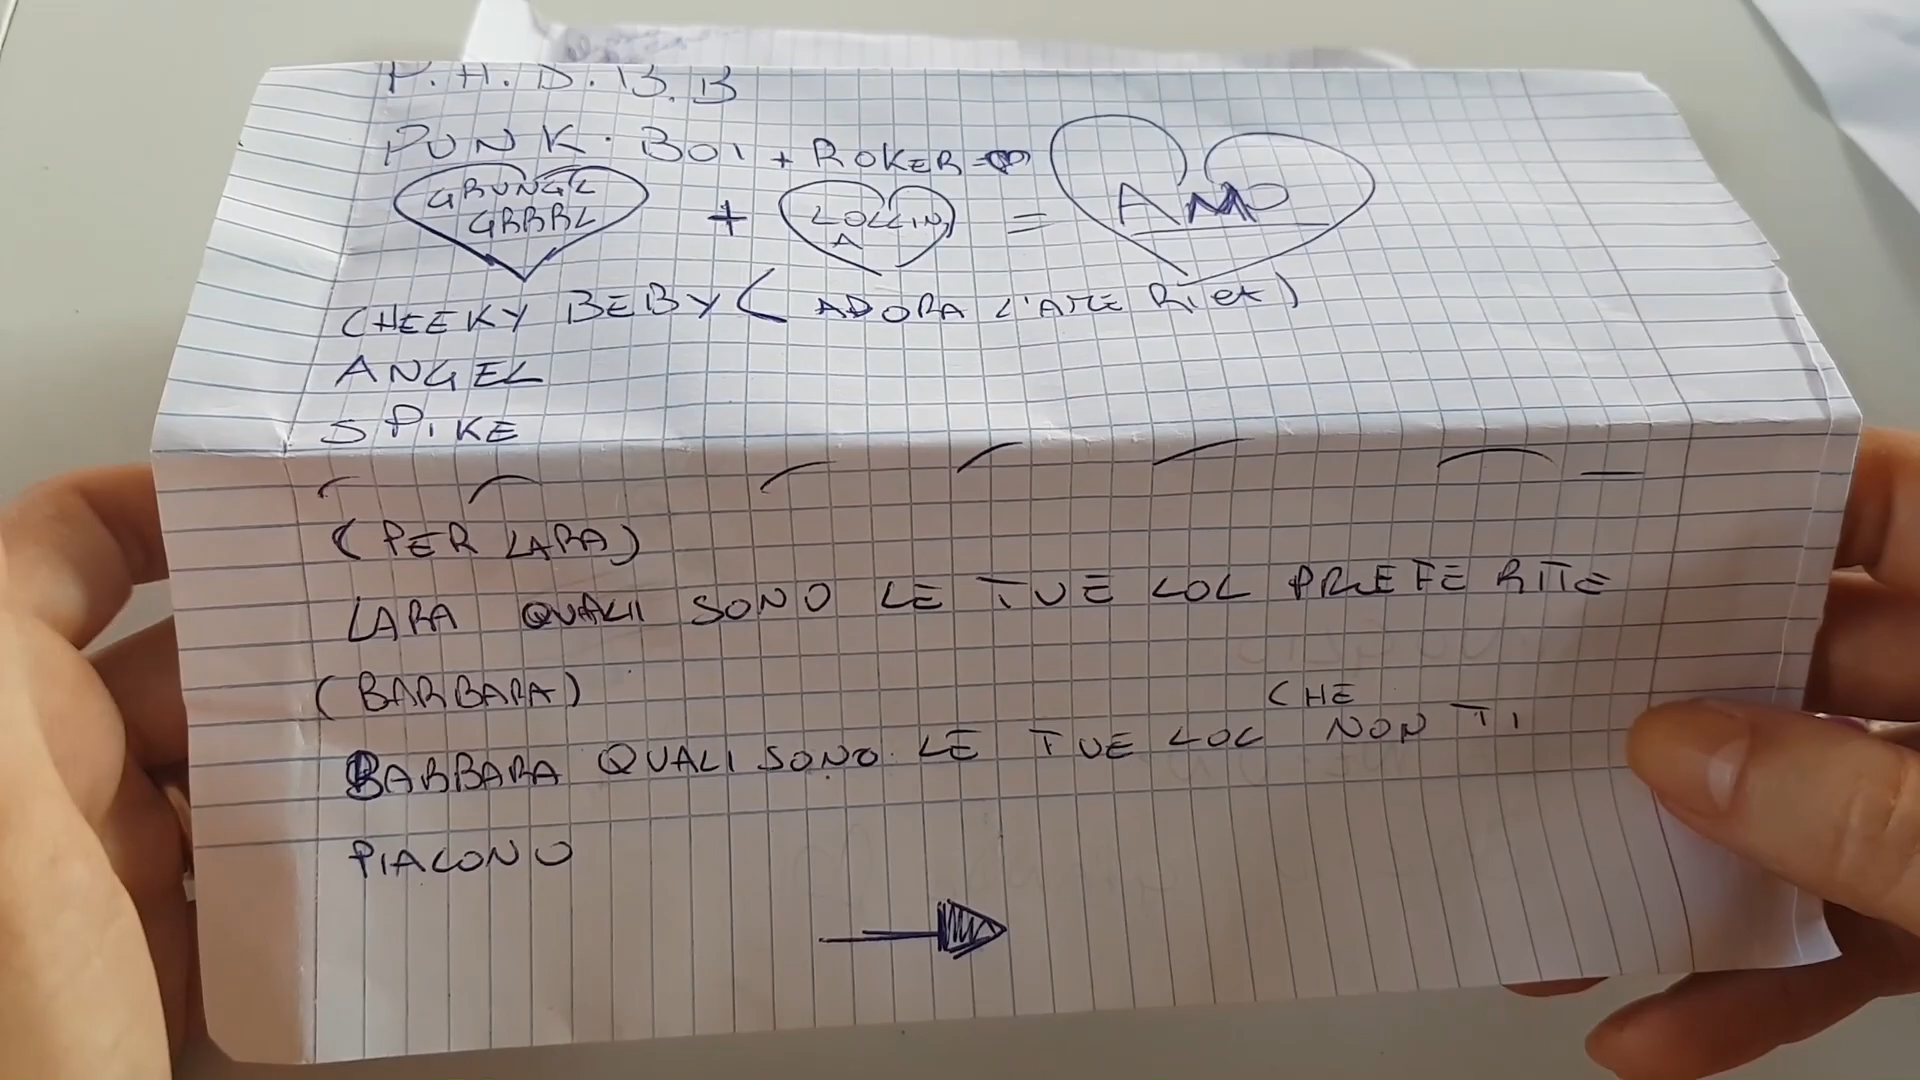 P.H.D.B.B
PUNK. BOI + ROKER =
GRUNGE GRRRL + LOLLINA = AMO
CHEEKY BEBY ( ADORA L'ARTE
ANGEL
SPIKE
(PER LARA)
LARA QUALI SONO LE TUE LOL PREFERITE
(BARBARA)
BARBARA QUALI SONO LE TUE LOL CHE NON TI
PIACONO